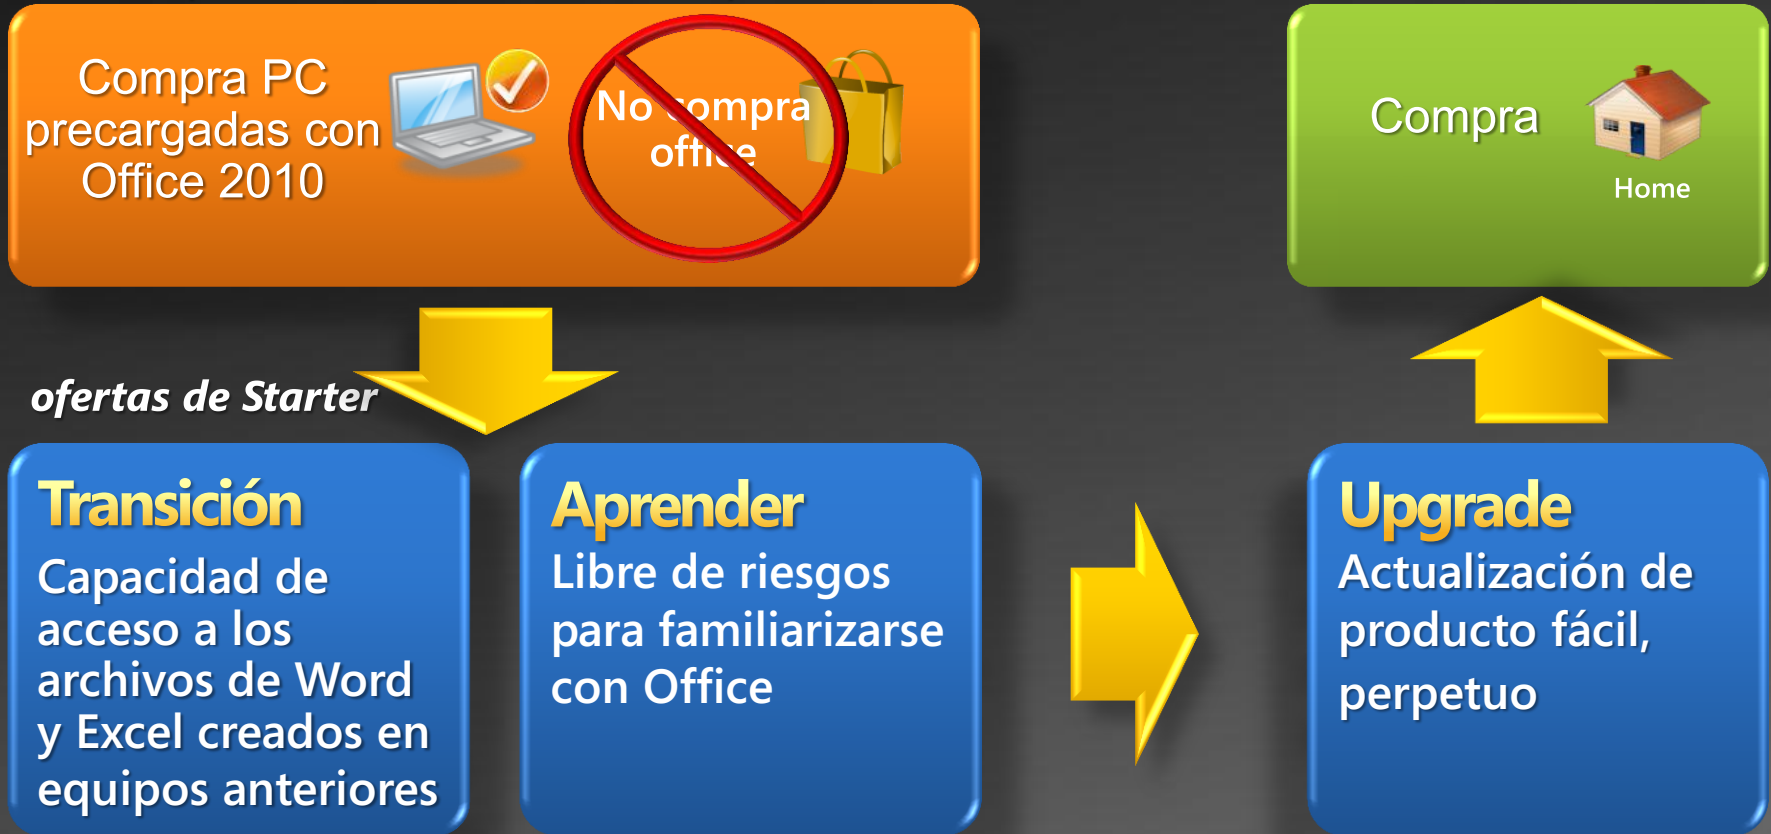 Compra PC
precargadas con
Office 2010
No compra
office
Compra
Home
ofertas de Starter
Transición
Capacidad de
acceso a los
archivos de Word
y Excel creados en
equipos anteriores
Aprender
Libre de riesgos
para familiarizarse
con Office
Upgrade
Actualización de
producto fácil,
perpetuo